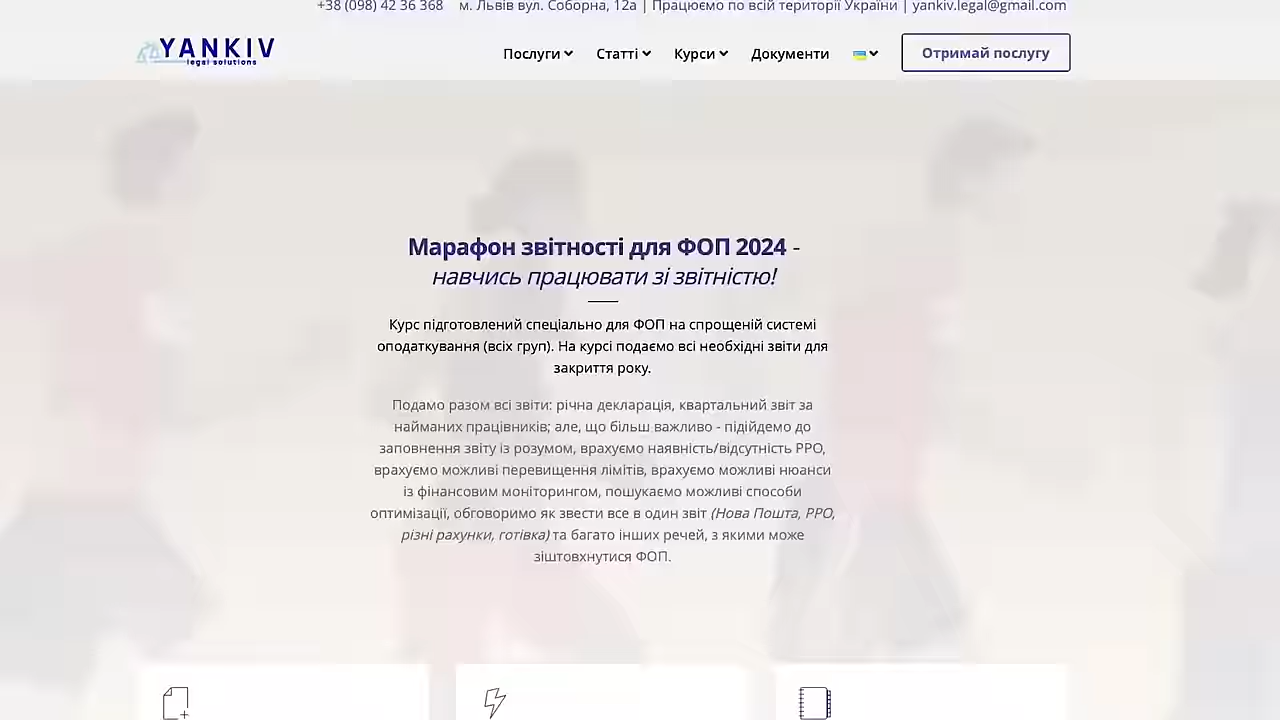 +38 (098) 42 36 368 м. Львів вул. Соборна, 12а | Працюємо по всій території України | yankiv.legal@gmail.com
YANKIV
legal solutions
Послуги Статті Курси Документи Отримай послугу
Марафон звітності для ФОП 2024 -
навчись працювати зі звітністю!
Курс підготовлений спеціально для ФОП на спрощеній системі
оподаткування (всіх груп). На курсі подаємо всі необхідні звіти для
закриття року.
Подамо разом всі звіти: річна декларація, квартальний звіт за
найманих працівників; але, що більш важливо - підійдемо до
заповнення звіту із розумом, врахуємо наявність/відсутність РРО,
врахуємо можливі перевищення лімітів, врахуємо можливі нюанси
із фінансовим моніторингом, пошукаємо можливі способи
оптимізації, обговоримо як звести все в один звіт (Нова Пошта, РРО,
різні рахунки, готівка) та багато інших речей, з якими може
зіштовхнутися ФОП.